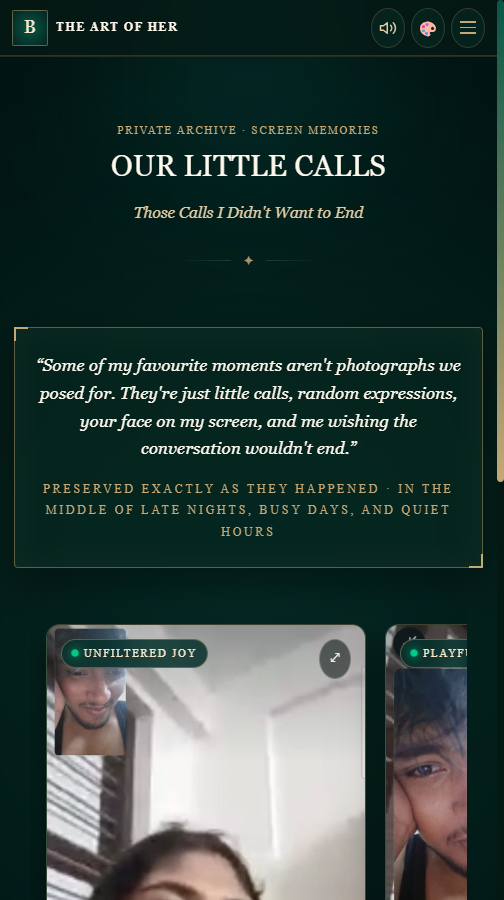 B THE ART OF HER
PRIVATE ARCHIVE · SCREEN MEMORIES
OUR LITTLE CALLS
Those Calls I Didn't Want to End
“Some of my favourite moments aren't photographs we
posed for. They're just little calls, random expressions,
your face on my screen, and me wishing the
conversation wouldn't end.”
PRESERVED EXACTLY AS THEY HAPPENED · IN THE
MIDDLE OF LATE NIGHTS, BUSY DAYS, AND QUIET
HOURS
UNFILTERED JOY